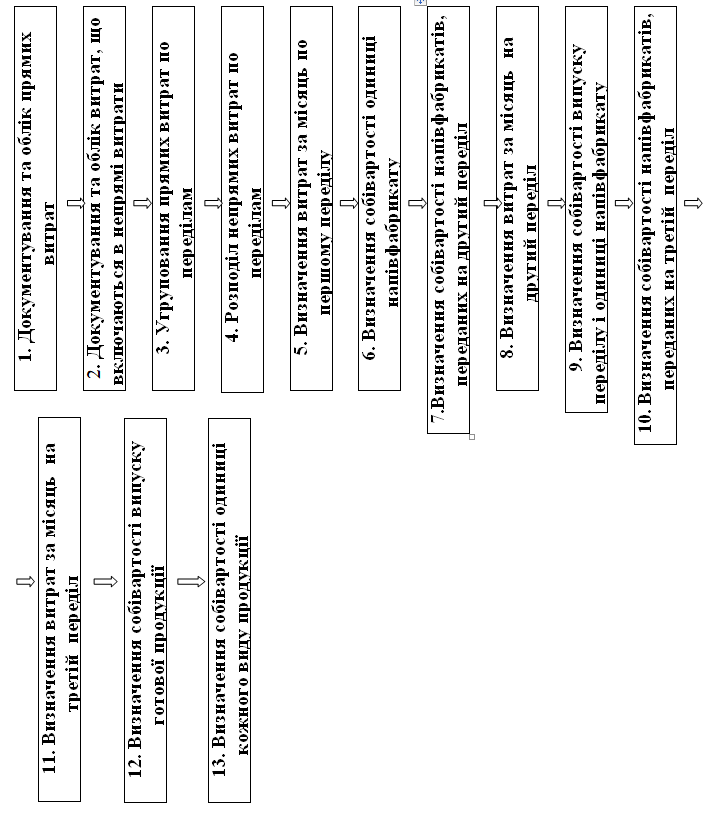 1. Документування та облік прямих
витрат
2. Документування та облік витрат, що
включаються в непрямі витрати
3. Угруповання прямих витрат по
переділам
4. Розподіл непрямих витрат по
переділам
5. Визначення витрат за місяць по
першому переділу
6. Визначення собівартості одиниці
напівфабрикату
7.Визначення собівартості напівфабрикатів,
переданих на другий переділ
8. Визначення витрат за місяць на
другий переділ
9. Визначення собівартості випуску
переділу і одиниці напівфабрикату
10. Визначення собівартості напівфабрикатів,
переданих на третій переділ
11. Визначення витрат за місяць на
третій переділ
12. Визначення собівартості випуску
готової продукції
13. Визначення собівартості одиниці
кожного виду продукції